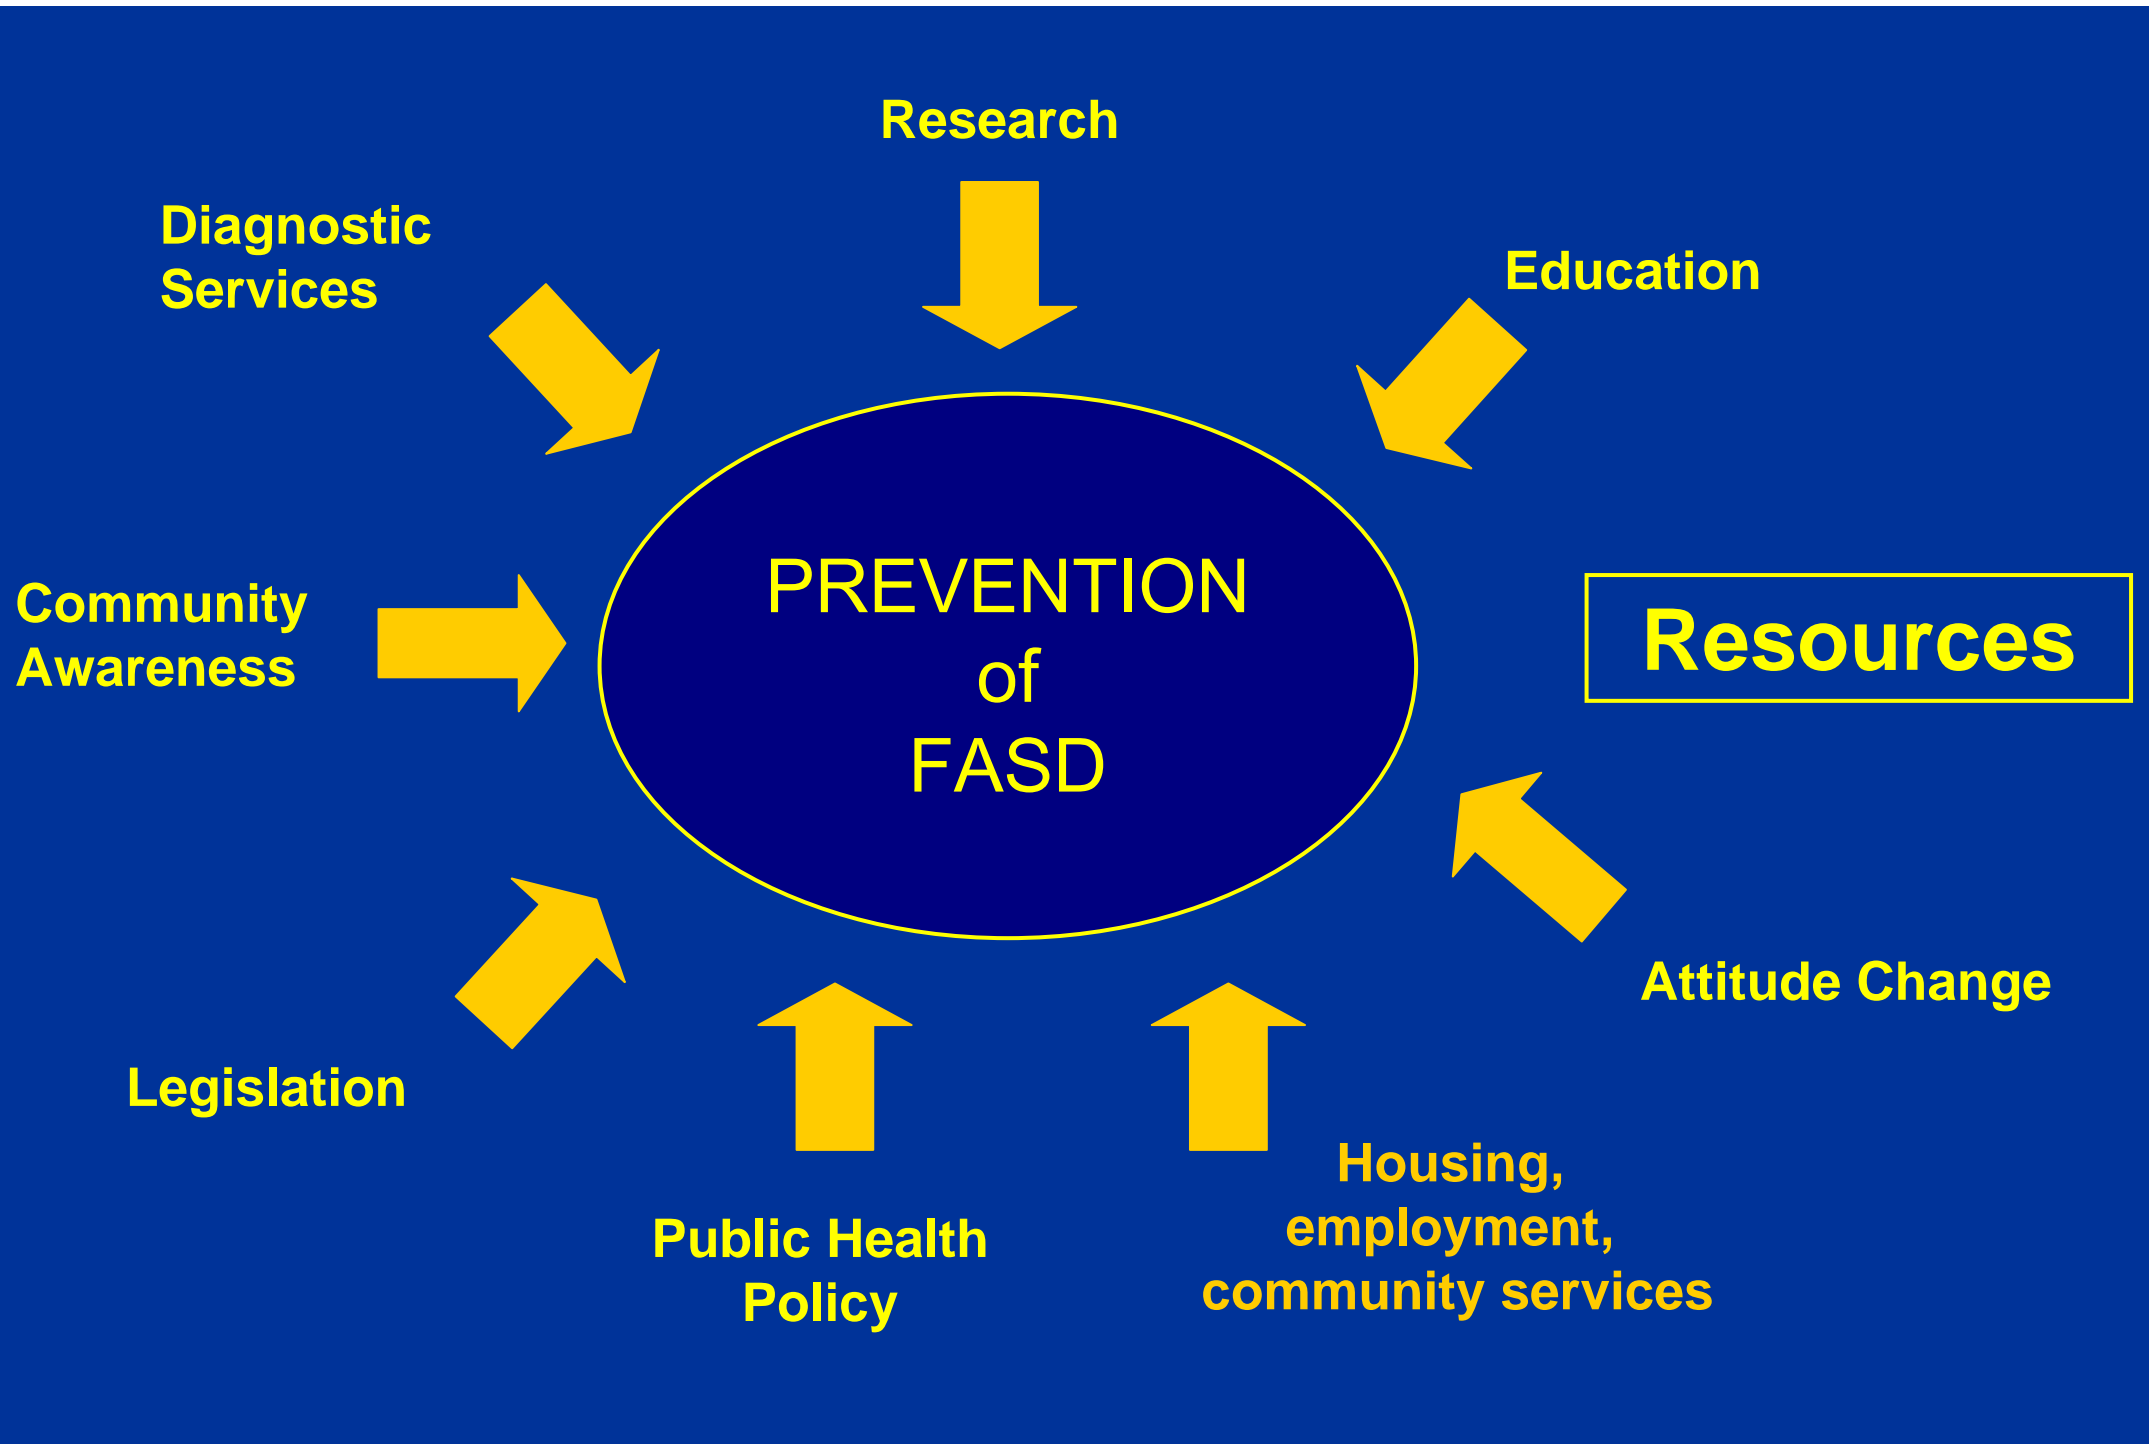 Research
Diagnostic
Services
Education
PREVENTION
of
FASD
Community
Awareness
Resources
Attitude Change
Legislation
Public Health
Policy
Housing,
employment,
community services